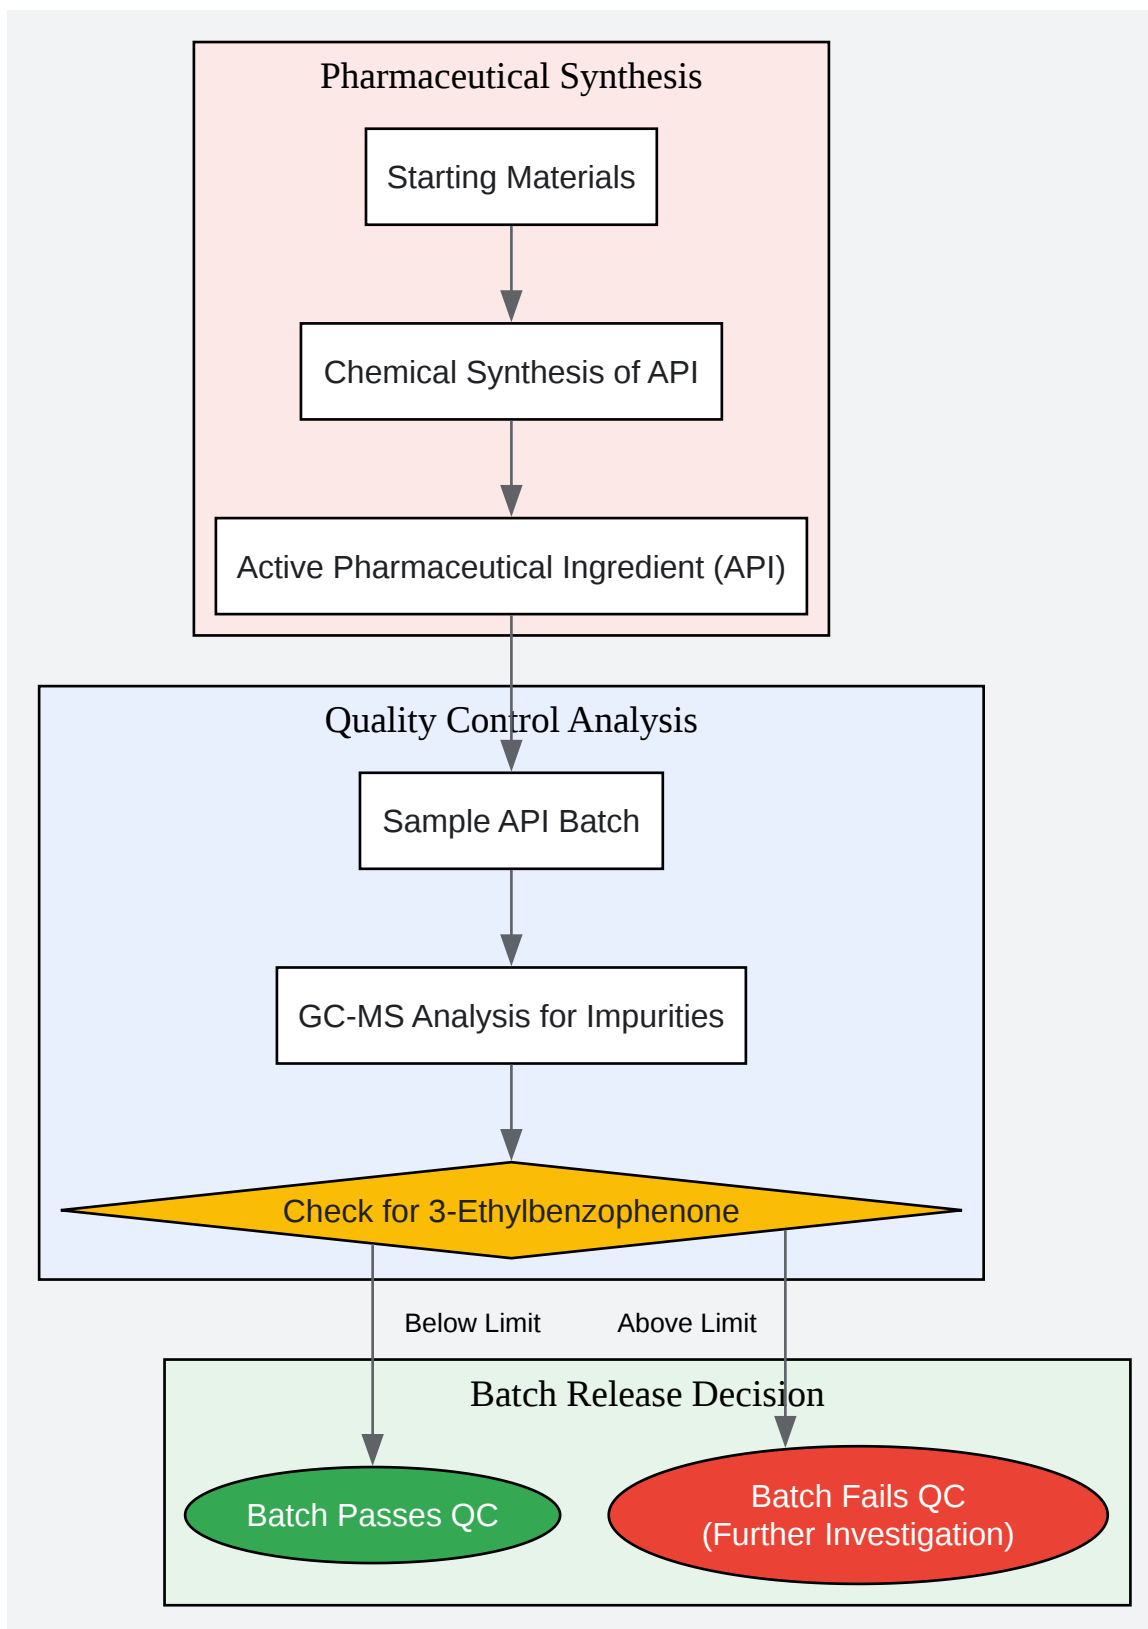 Pharmaceutical Synthesis
Starting Materials
Chemical Synthesis of API
Active Pharmaceutical Ingredient (API)
Quality Control Analysis
Sample API Batch
GC-MS Analysis for Impurities
Check for 3-Ethylbenzophenone
Below Limit
Above Limit
Batch Release Decision
Batch Passes QC
Batch Fails QC
(Further Investigation)